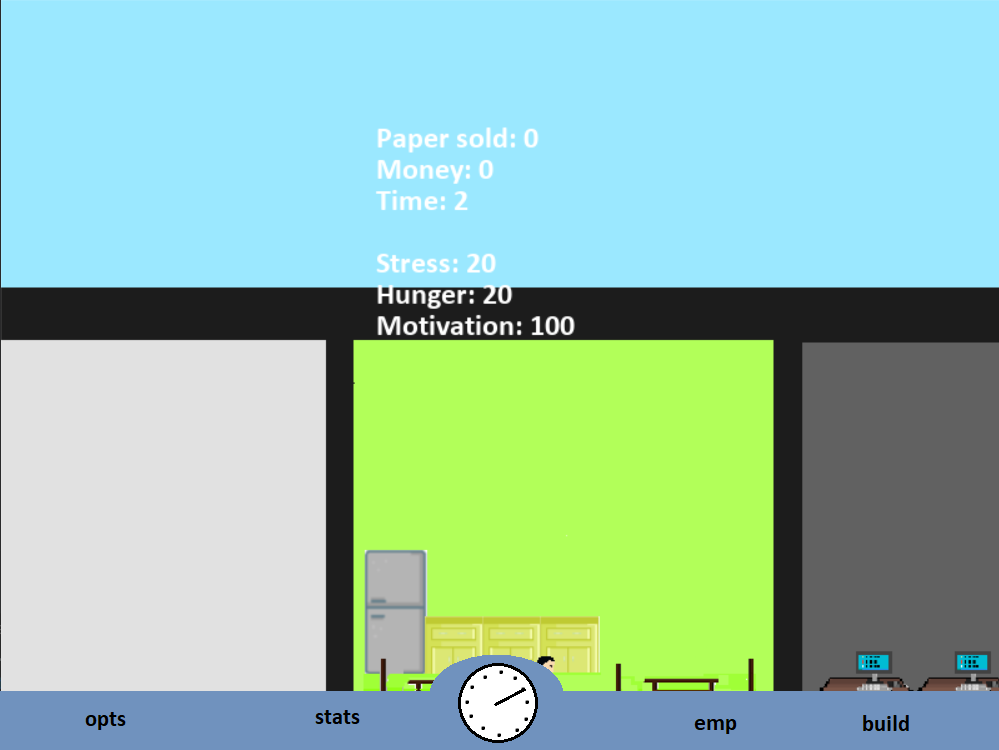 Paper sold: 0
Money: 0
Time: 2
Stress: 20
Hunger: 20
Motivation: 100
opts
stats
emp
build